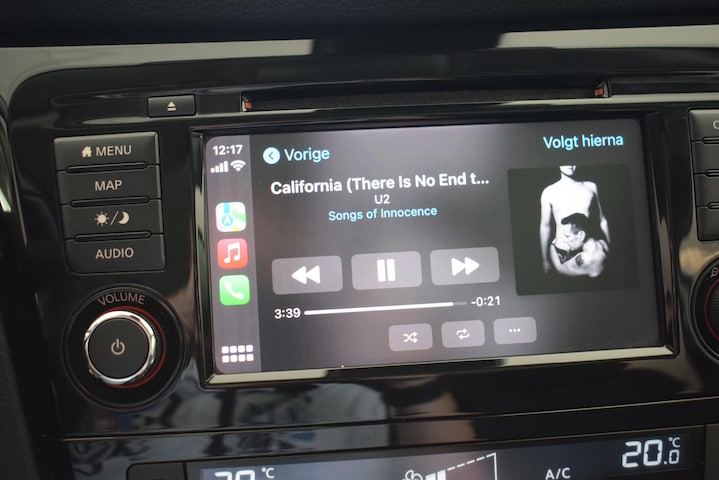 MENU
MAP
AUDIO
VOLUME
12:17
Vorige
Volgt hierna
California (There Is No End t...
U2
Songs of Innocence
3:39
-0:21
°C
A/C
20.0 °C